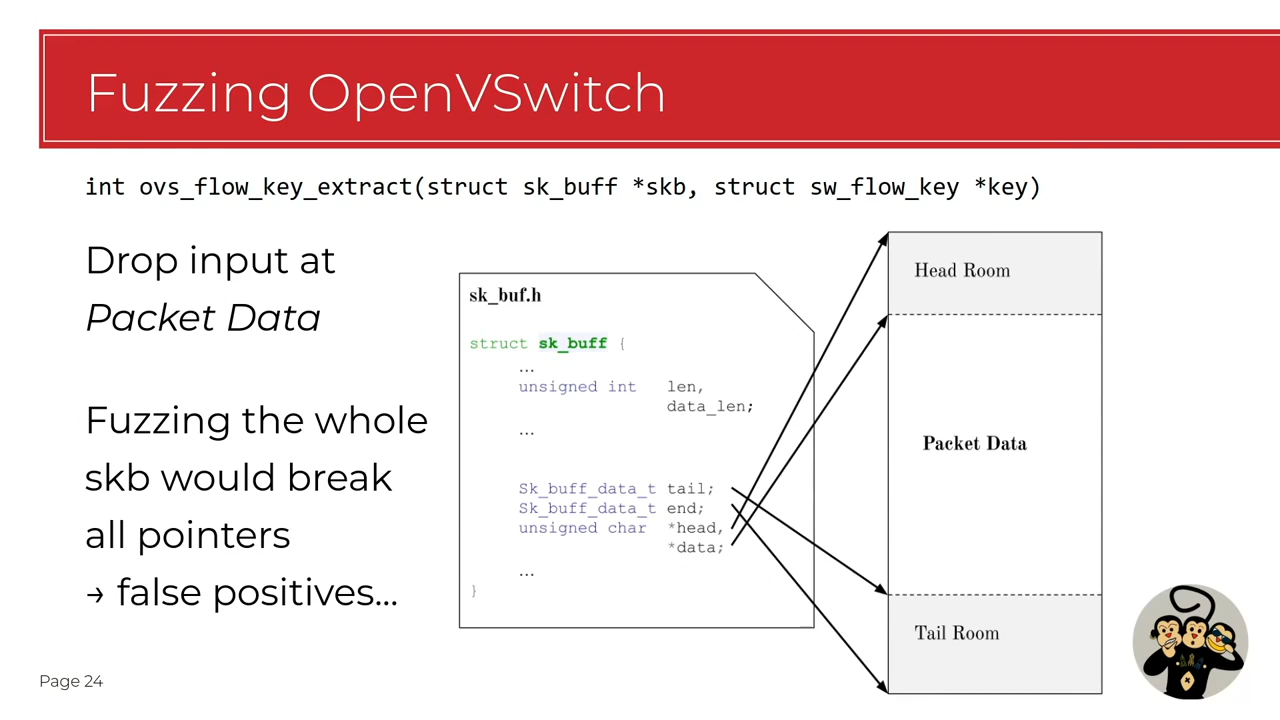 Fuzzing OpenVSwitch
int ovs_flow_key_extract(struct sk_buff *skb, struct sw_flow_key *key)
Drop input at
Packet Data
Fuzzing the whole
skb would break
all pointers
→ false positives...
sk_buf.h
struct sk_buff {
...
unsigned int len,
data_len;
...
Sk_buff_data_t tail;
Sk_buff_data_t end;
unsigned char *head,
*data;
...
}
Head Room
Packet Data
Tail Room
Page 24